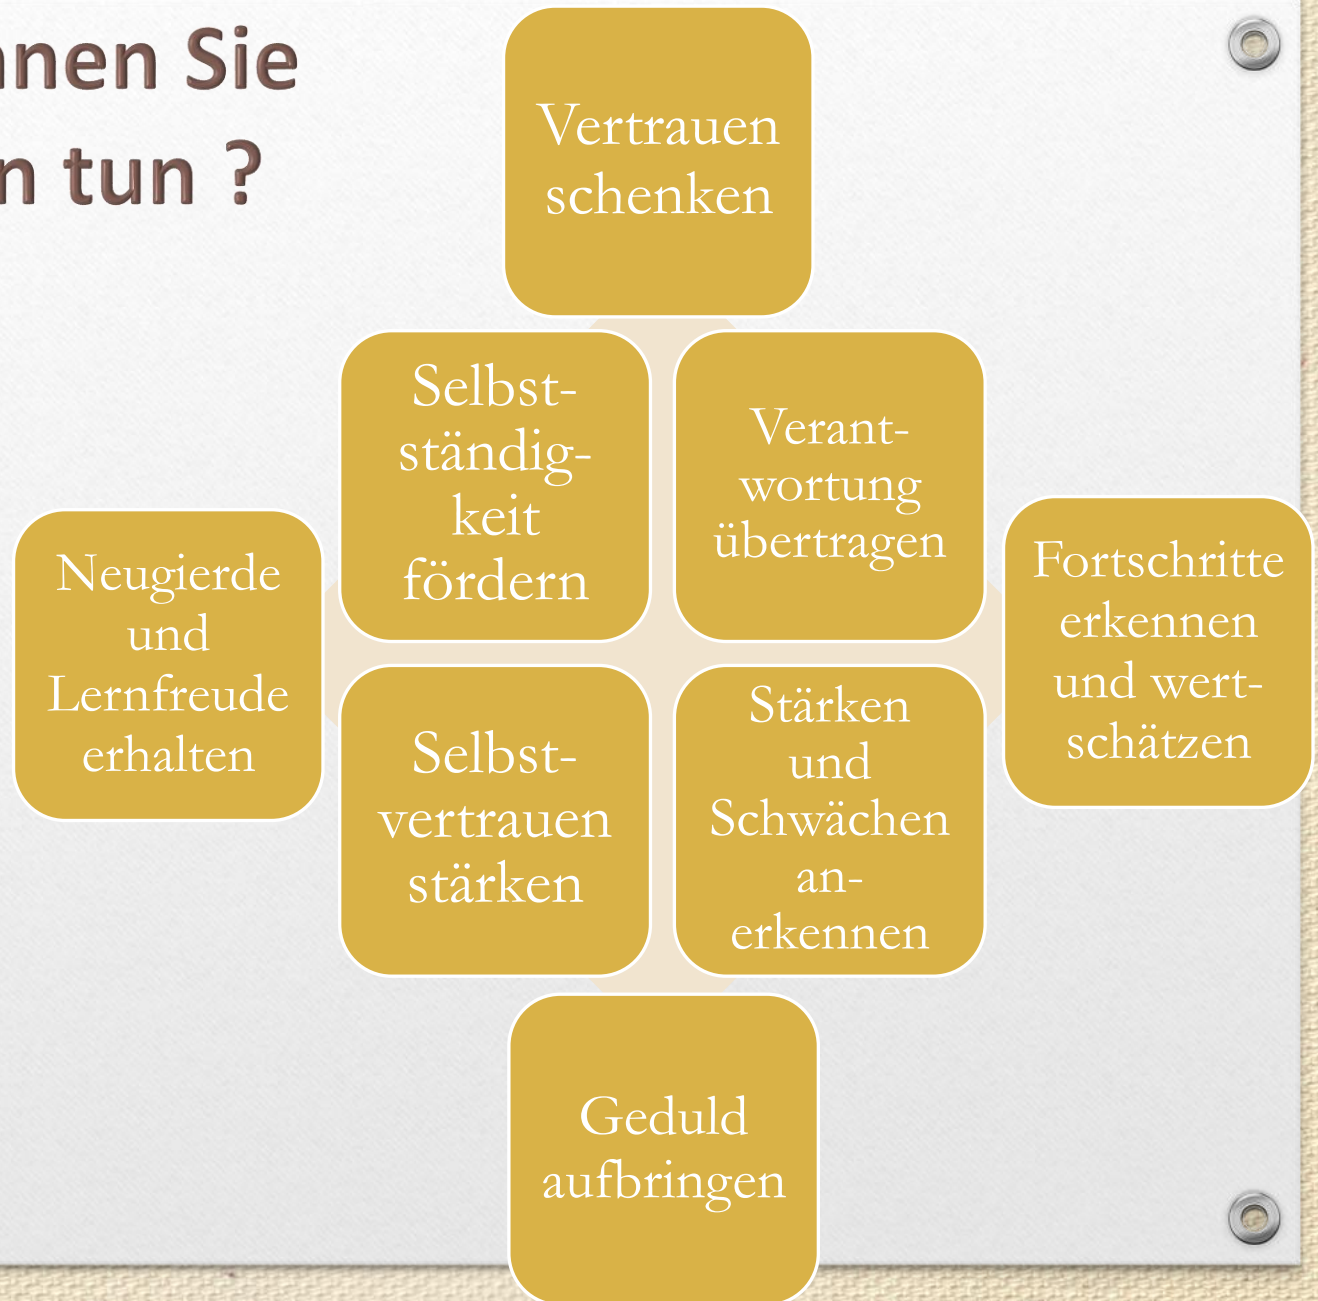 nnen Sie
n tun ?
Vertrauen
schenken
Selbst-
ständig-
keit
fördern
Verant-
wortung
übertragen
Neugierde
und
Lernfreude
erhalten
Fortschritte
erkennen
und wert-
schätzen
Selbst-
vertrauen
stärken
Stärken
und
Schwächen
an-
erkennen
Geduld
aufbringen